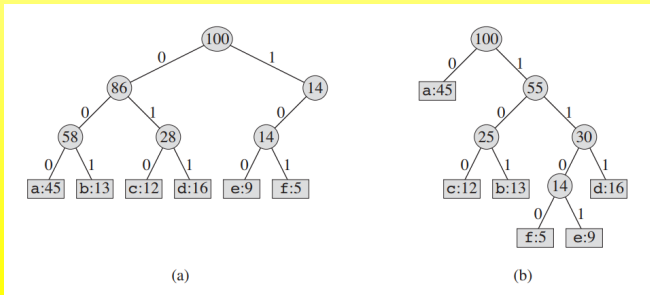 100 100
0 1 0 1
86 14 a:45 55
0 1 0 0 1
58 28 14 25 30
0 1 0 1 0 1 0 1 0 1
a:45 b:13 c:12 d:16 e:9 f:5 c:12 b:13 14 d:16
0 1
f:5 e:9
(a) (b)